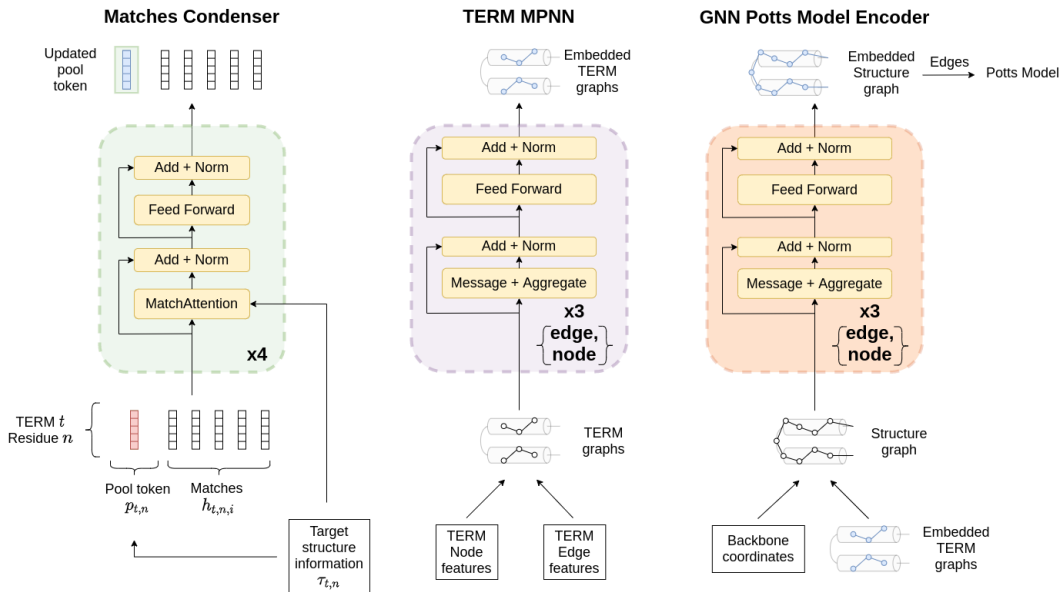 Matches Condenser
Updated
pool
token
Add + Norm
Feed Forward
Add + Norm
MatchAttention
x4
TERM t
Residue n
Pool token
p_{t,n}
Matches
h_{t,n,i}
Target
structure
information
τ_{t,n}
TERM MPNN
Embedded
TERM
graphs
Add + Norm
Feed Forward
Add + Norm
Message + Aggregate
x3
{edge,
node}
TERM
graphs
TERM
Node
features
TERM
Edge
features
GNN Potts Model Encoder
Embedded
Structure
graph
Edges
Potts Model
Add + Norm
Feed Forward
Add + Norm
Message + Aggregate
x3
{edge,
node}
Structure
graph
Backbone
coordinates
Embedded
TERM
graphs